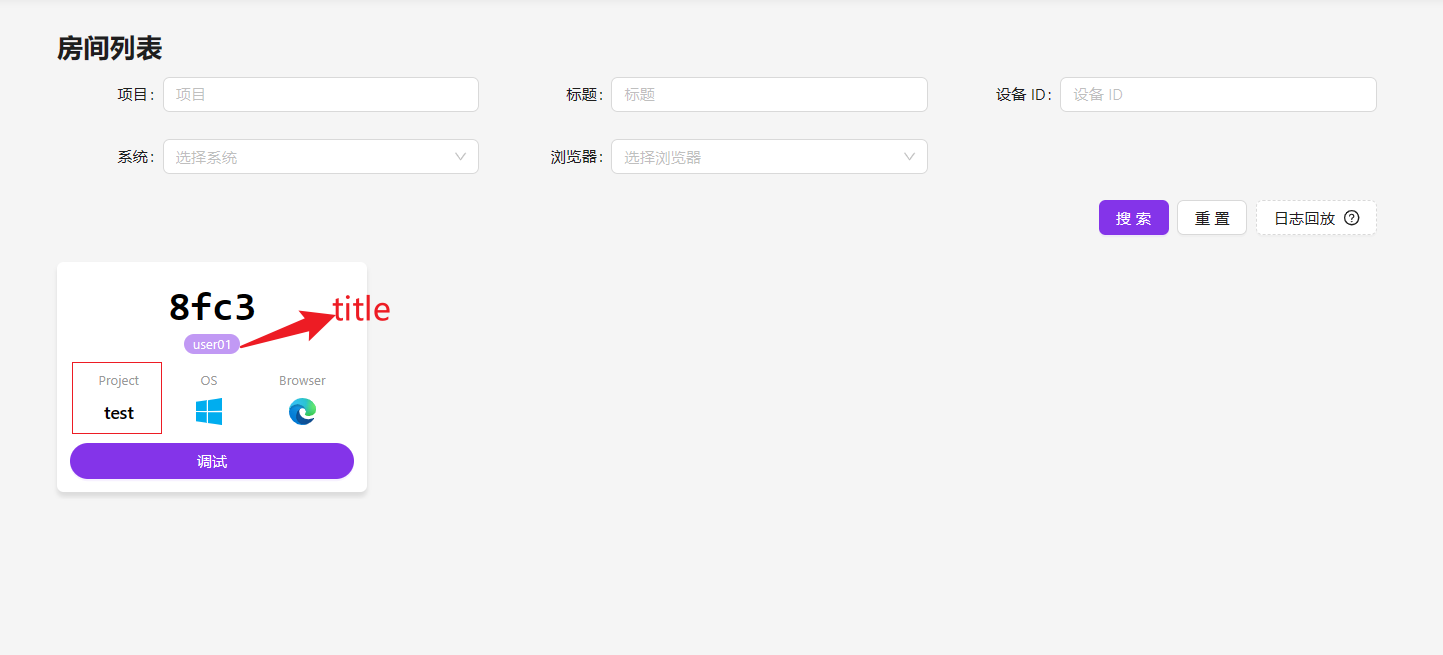 房间列表
项目: 项目
标题: 标题
设备 ID: 设备 ID
系统: 选择系统
浏览器: 选择浏览器
搜 索 重 置 日志回放
8fc3
title
user01
Project OS Browser
test
调试